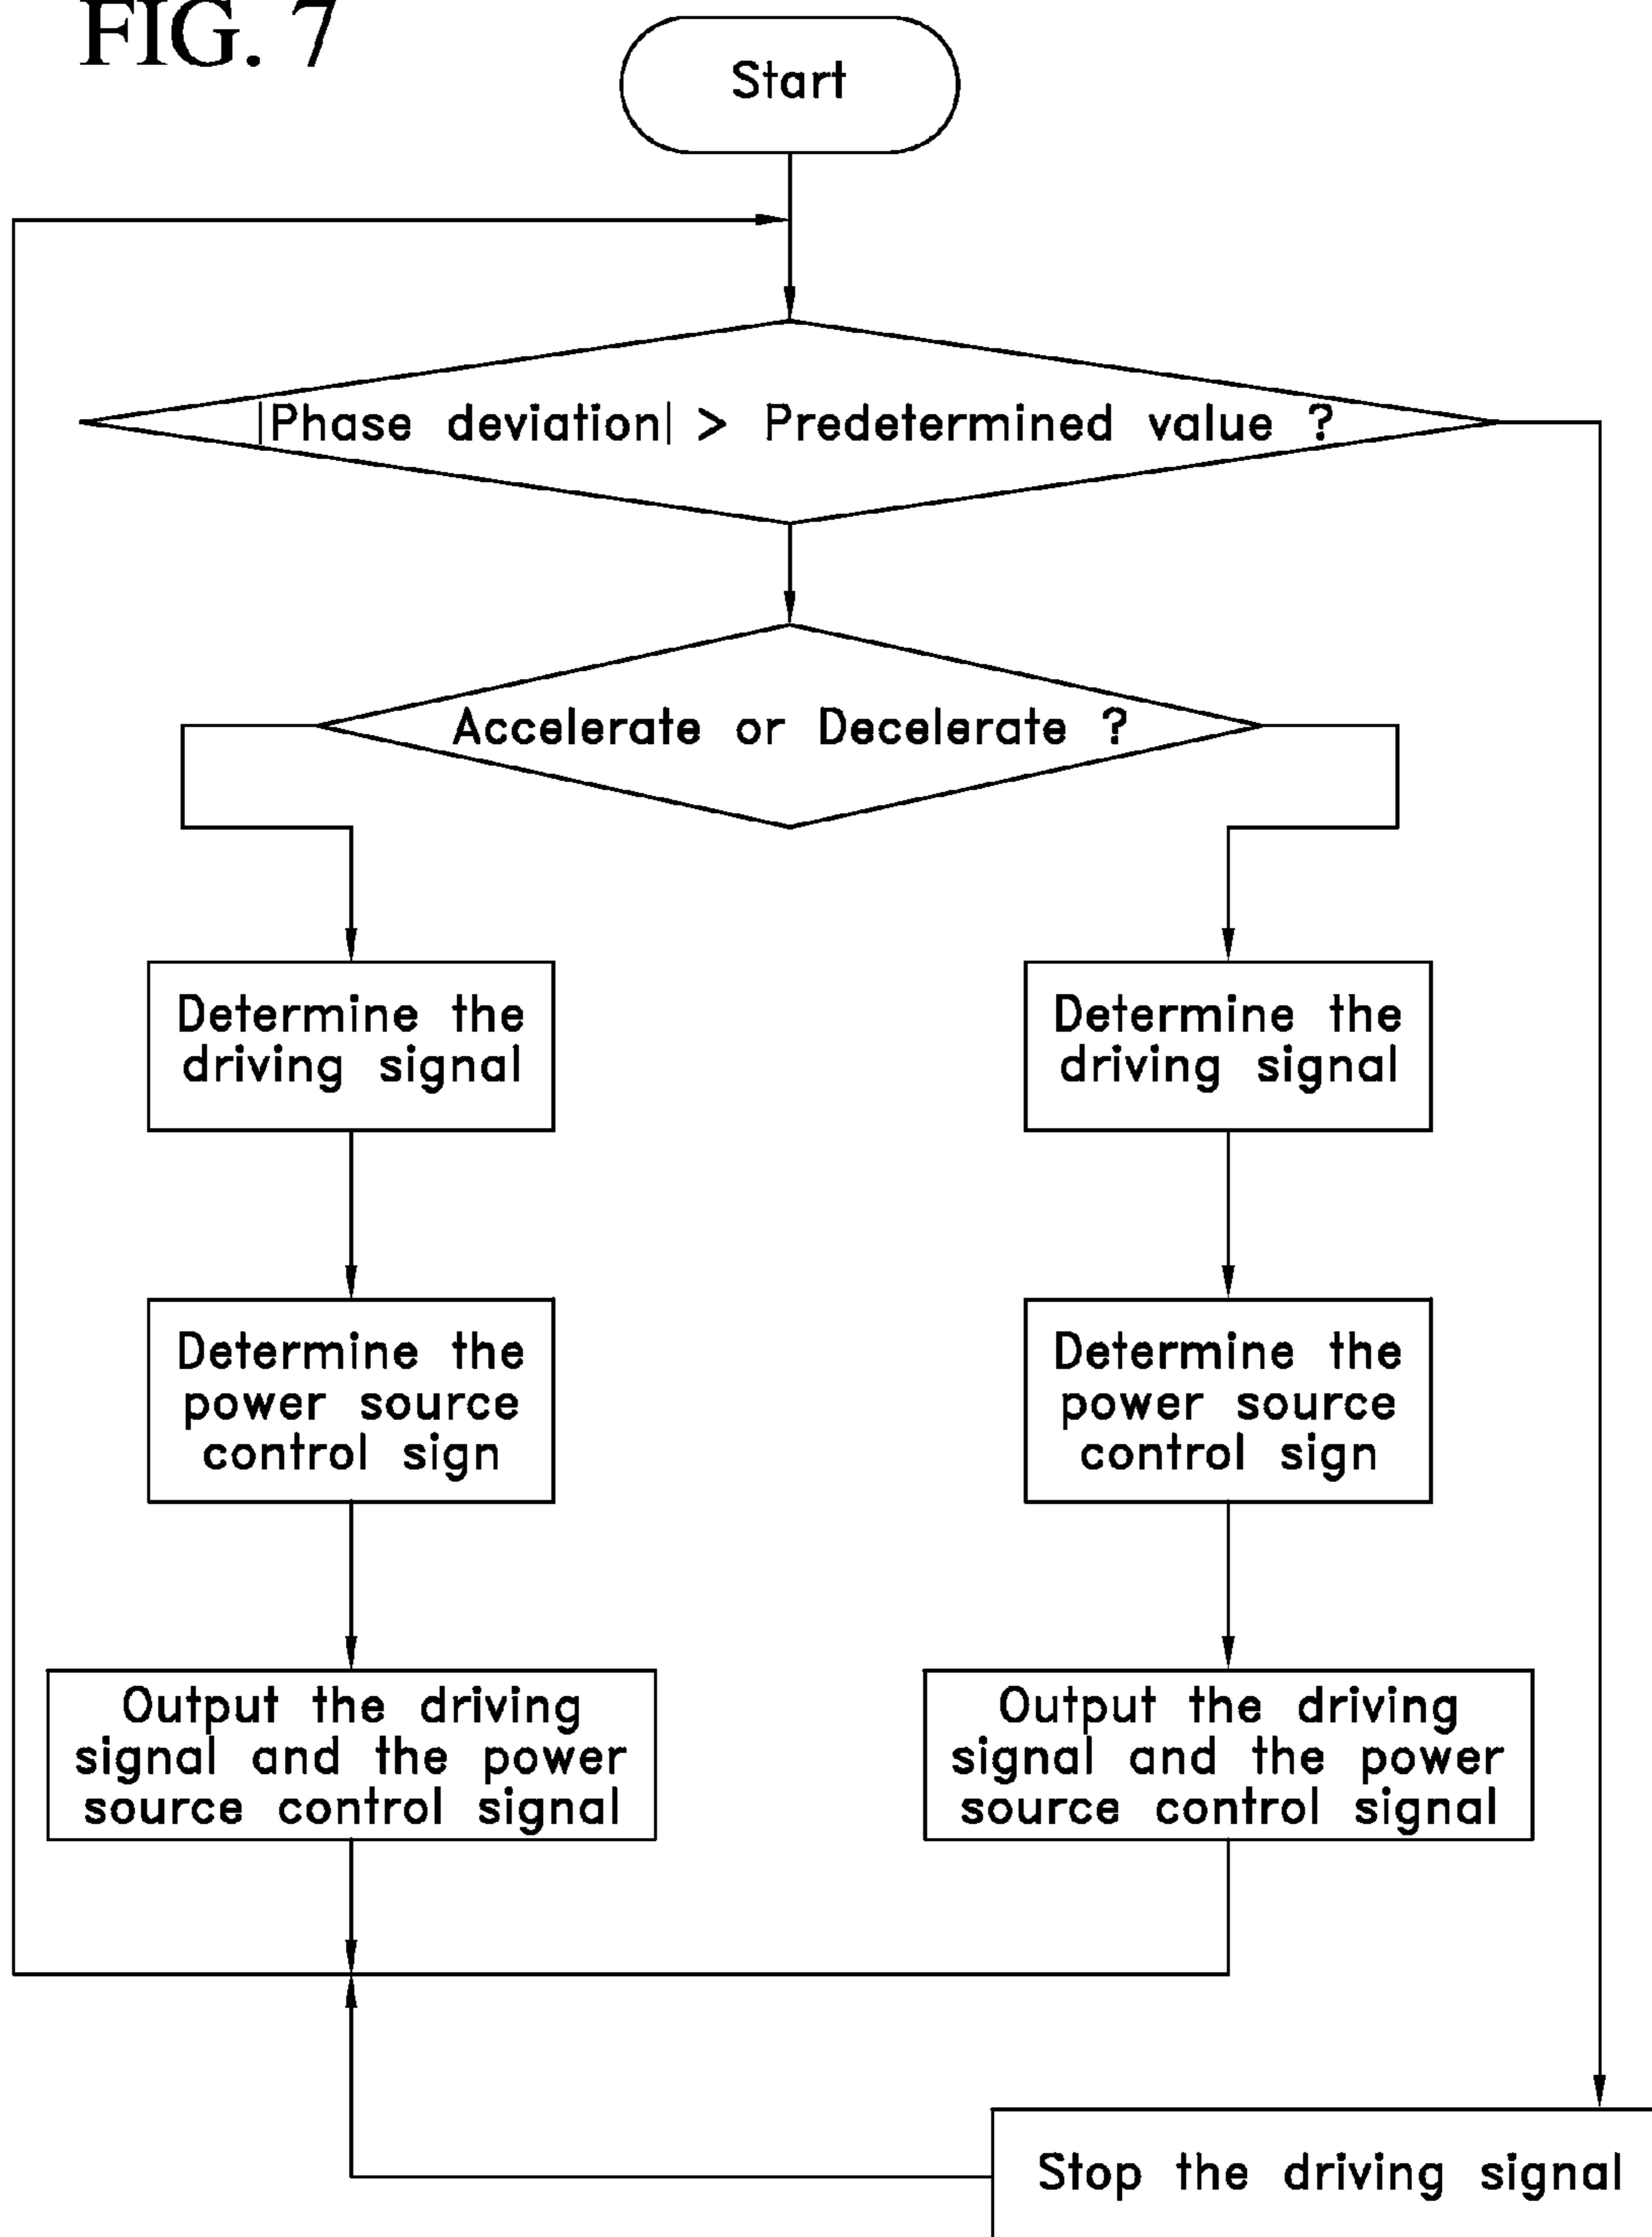 FIG. 7
Start
|Phase deviation| > Predetermined value ?
Accelerate or Decelerate ?
Determine the
driving signal
Determine the
driving signal
Determine the
power source
control sign
Determine the
power source
control sign
Output the driving
signal and the power
source control signal
Output the driving
signal and the power
source control signal
Stop the driving signal